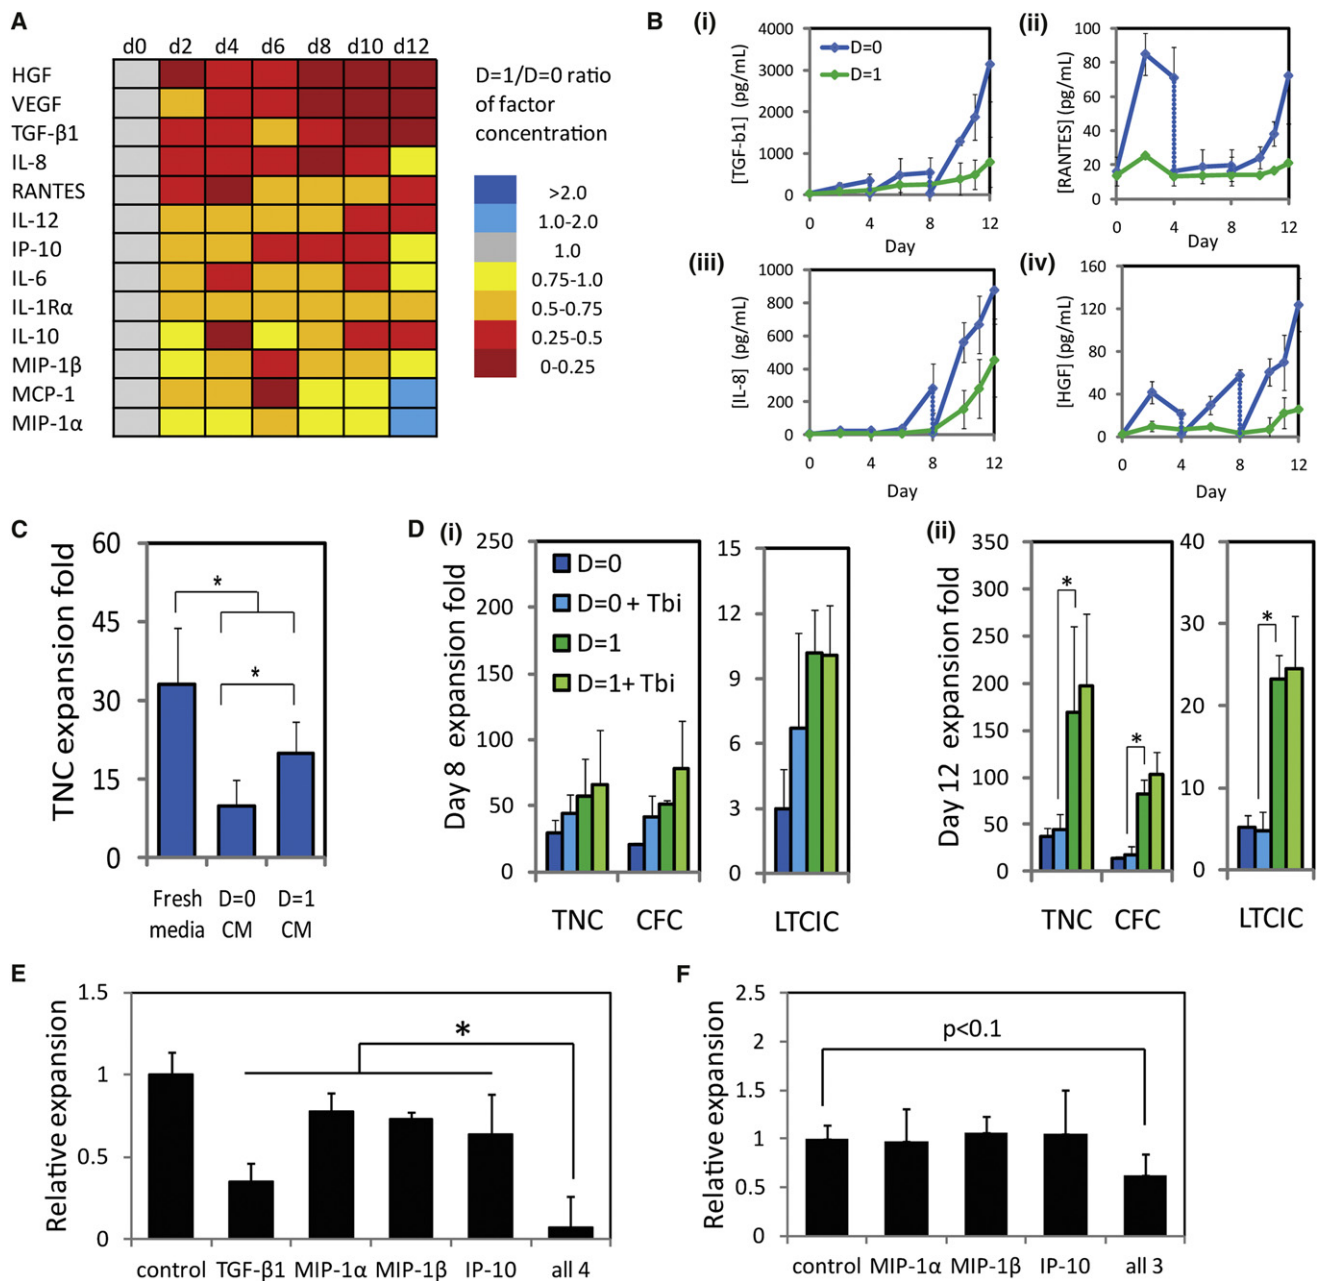 A
d0 d2 d4 d6 d8 d10 d12
HGF
VEGF
TGF-β1
IL-8
RANTES
IL-12
IP-10
IL-6
IL-1Rα
IL-10
MIP-1β
MCP-1
MIP-1α
D=1/D=0 ratio
of factor
concentration
>2.0
1.0-2.0
1.0
0.75-1.0
0.5-0.75
0.25-0.5
0-0.25
B (i)
[TGF-b1] (pg/mL)
4000
3000
2000
1000
0
D=0
D=1
0 4 8 12
Day
(ii)
[RANTES] (pg/mL)
100
80
60
40
20
0
0 4 8 12
Day
(iii)
[IL-8] (pg/mL)
1000
800
600
400
200
0
0 4 8 12
Day
(iv)
[HGF] (pg/mL)
160
120
80
40
0
0 4 8 12
Day
C
TNC expansion fold
60
45
30
15
0
*
*
Fresh media
D=0 CM
D=1 CM
D (i)
Day 8 expansion fold
250
200
150
100
50
0
D=0
D=0 + Tbi
D=1
D=1+ Tbi
TNC CFC
15
12
9
6
3
0
LTCIC
(ii)
Day 12 expansion fold
350
300
250
200
150
100
50
0
*
*
TNC CFC
40
30
20
10
0
*
LTCIC
E
Relative expansion
1.5
1
0.5
0
*
control TGF-β1 MIP-1α MIP-1β IP-10 all 4
F
Relative expansion
2.5
2
1.5
1
0.5
0
p<0.1
control MIP-1α MIP-1β IP-10 all 3